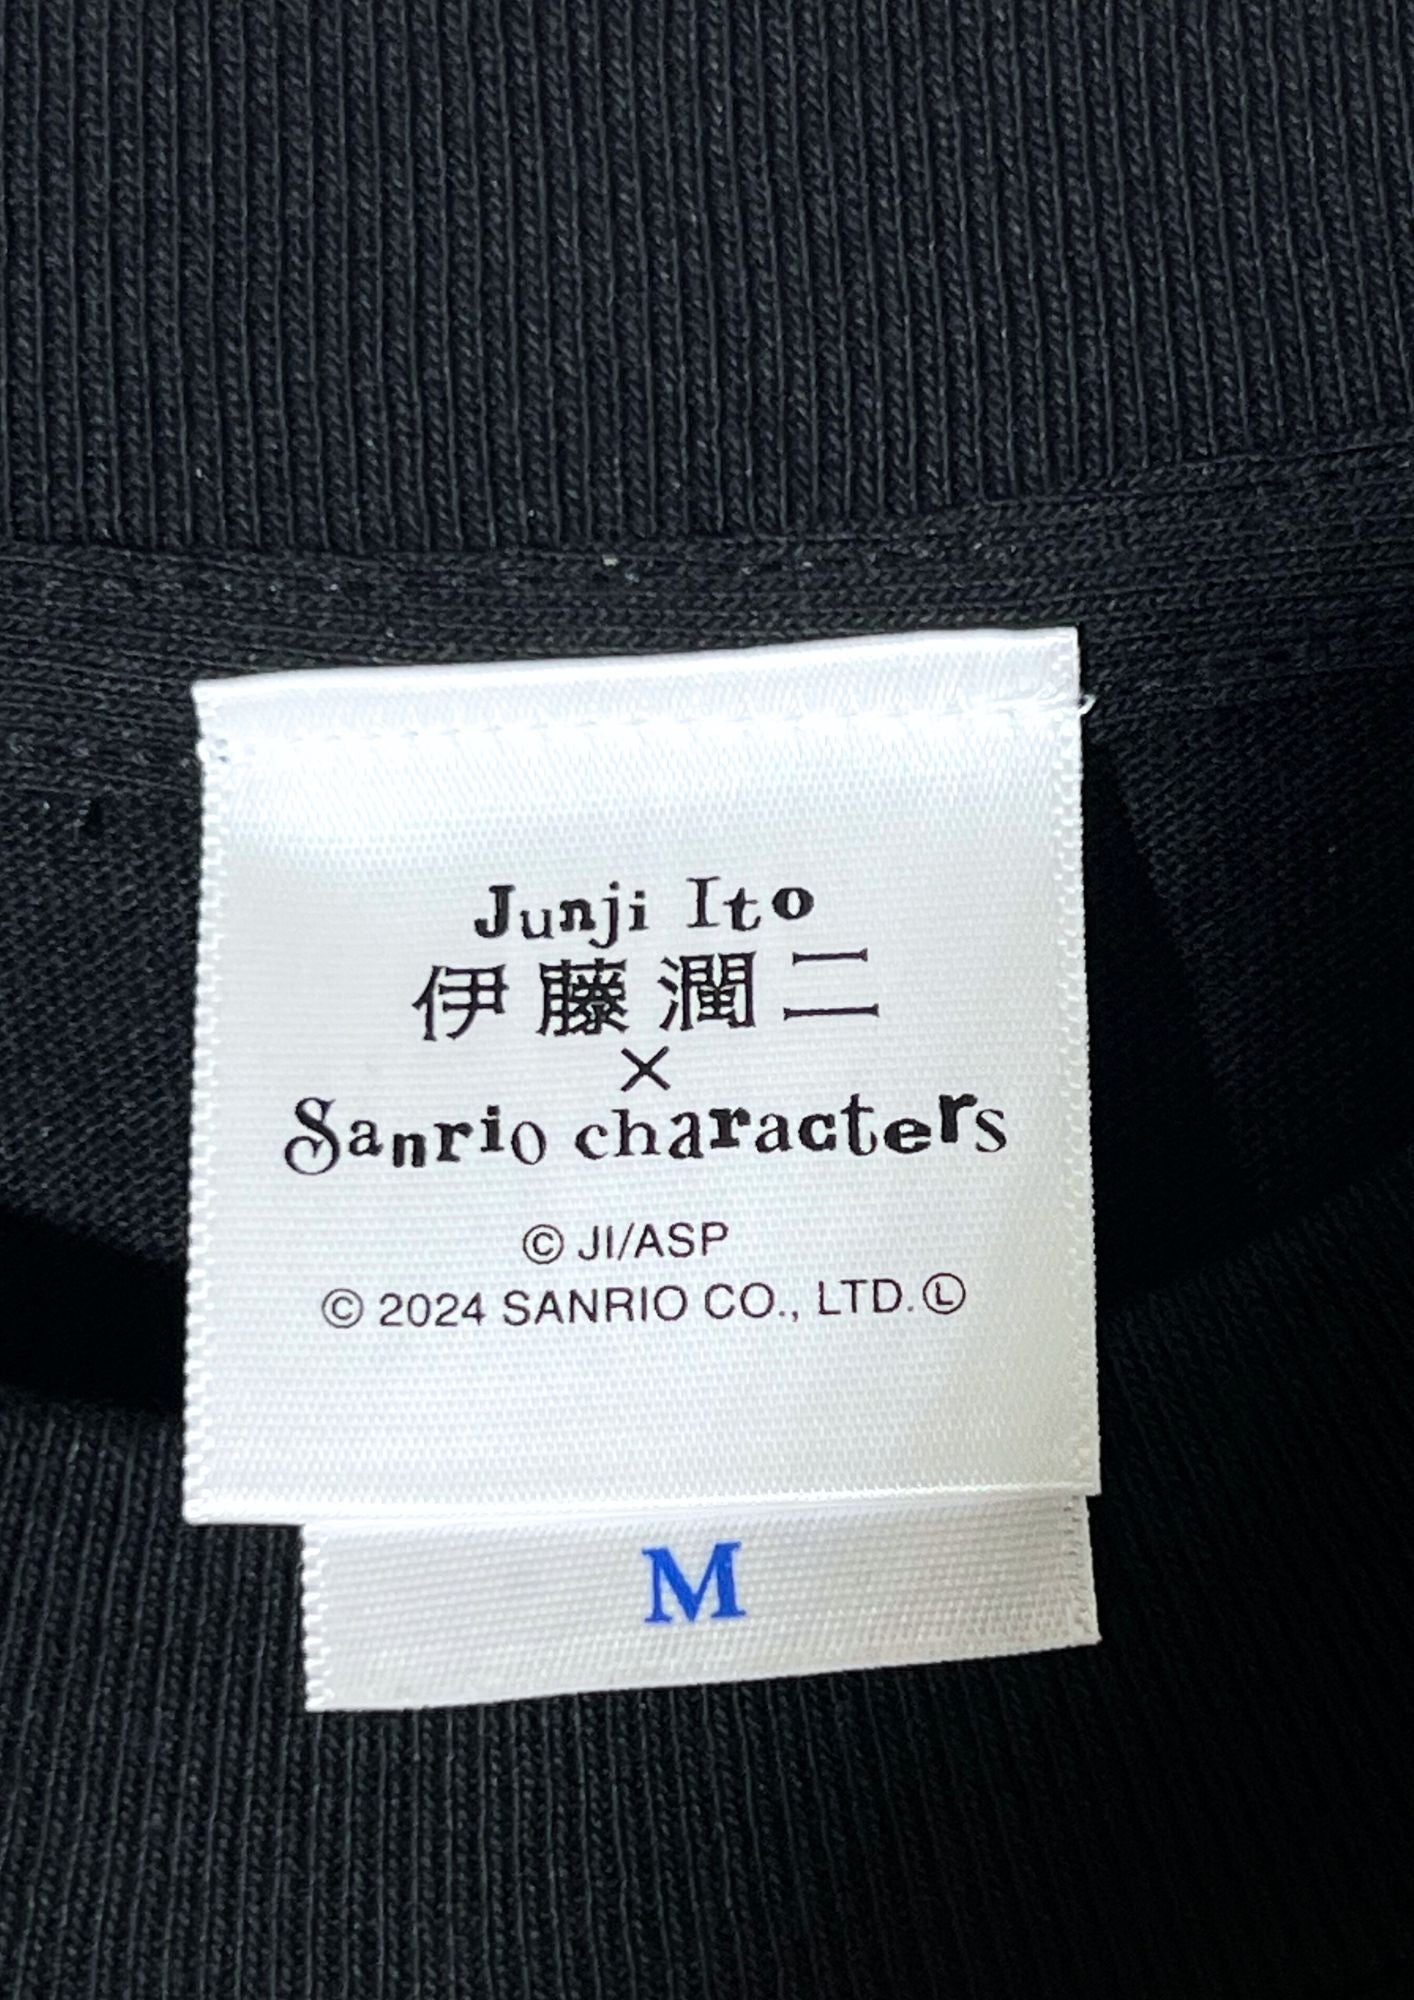 Junji Ito
伊藤潤二
×
Sanrio characters
© JI/ASP
© 2024 SANRIO CO., LTD. Ⓛ
M